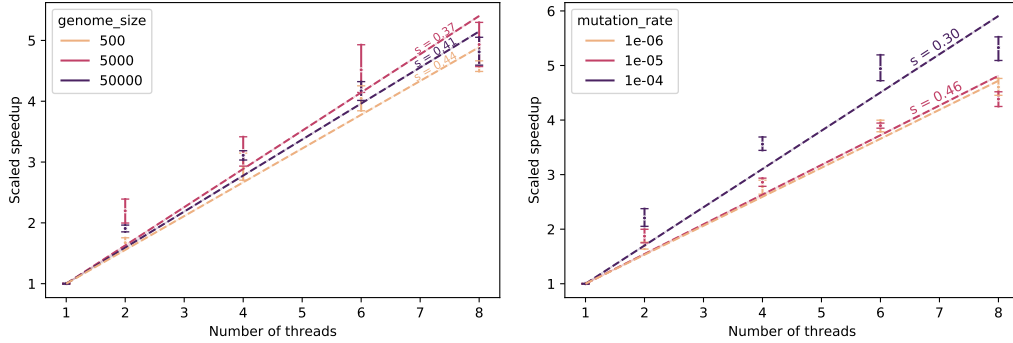 genome_size
500
5000
50000
s = 0.37
s = 0.41
s = 0.44
Scaled speedup
5
4
3
2
1
1 2 3 4 5 6 7 8
Number of threads
mutation_rate
1e-06
1e-05
1e-04
s = 0.30
s = 0.46
Scaled speedup
6
5
4
3
2
1
1 2 3 4 5 6 7 8
Number of threads